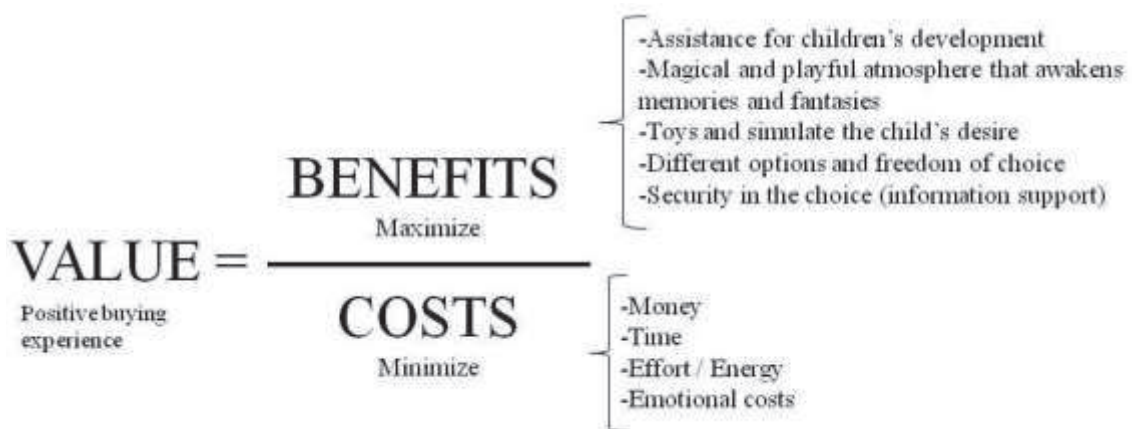 -Assistance for children's development
-Magical and playful atmosphere that awakens
memories and fantasies
-Toys and simulate the child's desire
-Different options and freedom of choice
-Security in the choice (information support)
BENEFITS
Maximize
VALUE =
Positive buying
experience
COSTS
Minimize
-Money
-Time
-Effort / Energy
-Emotional costs